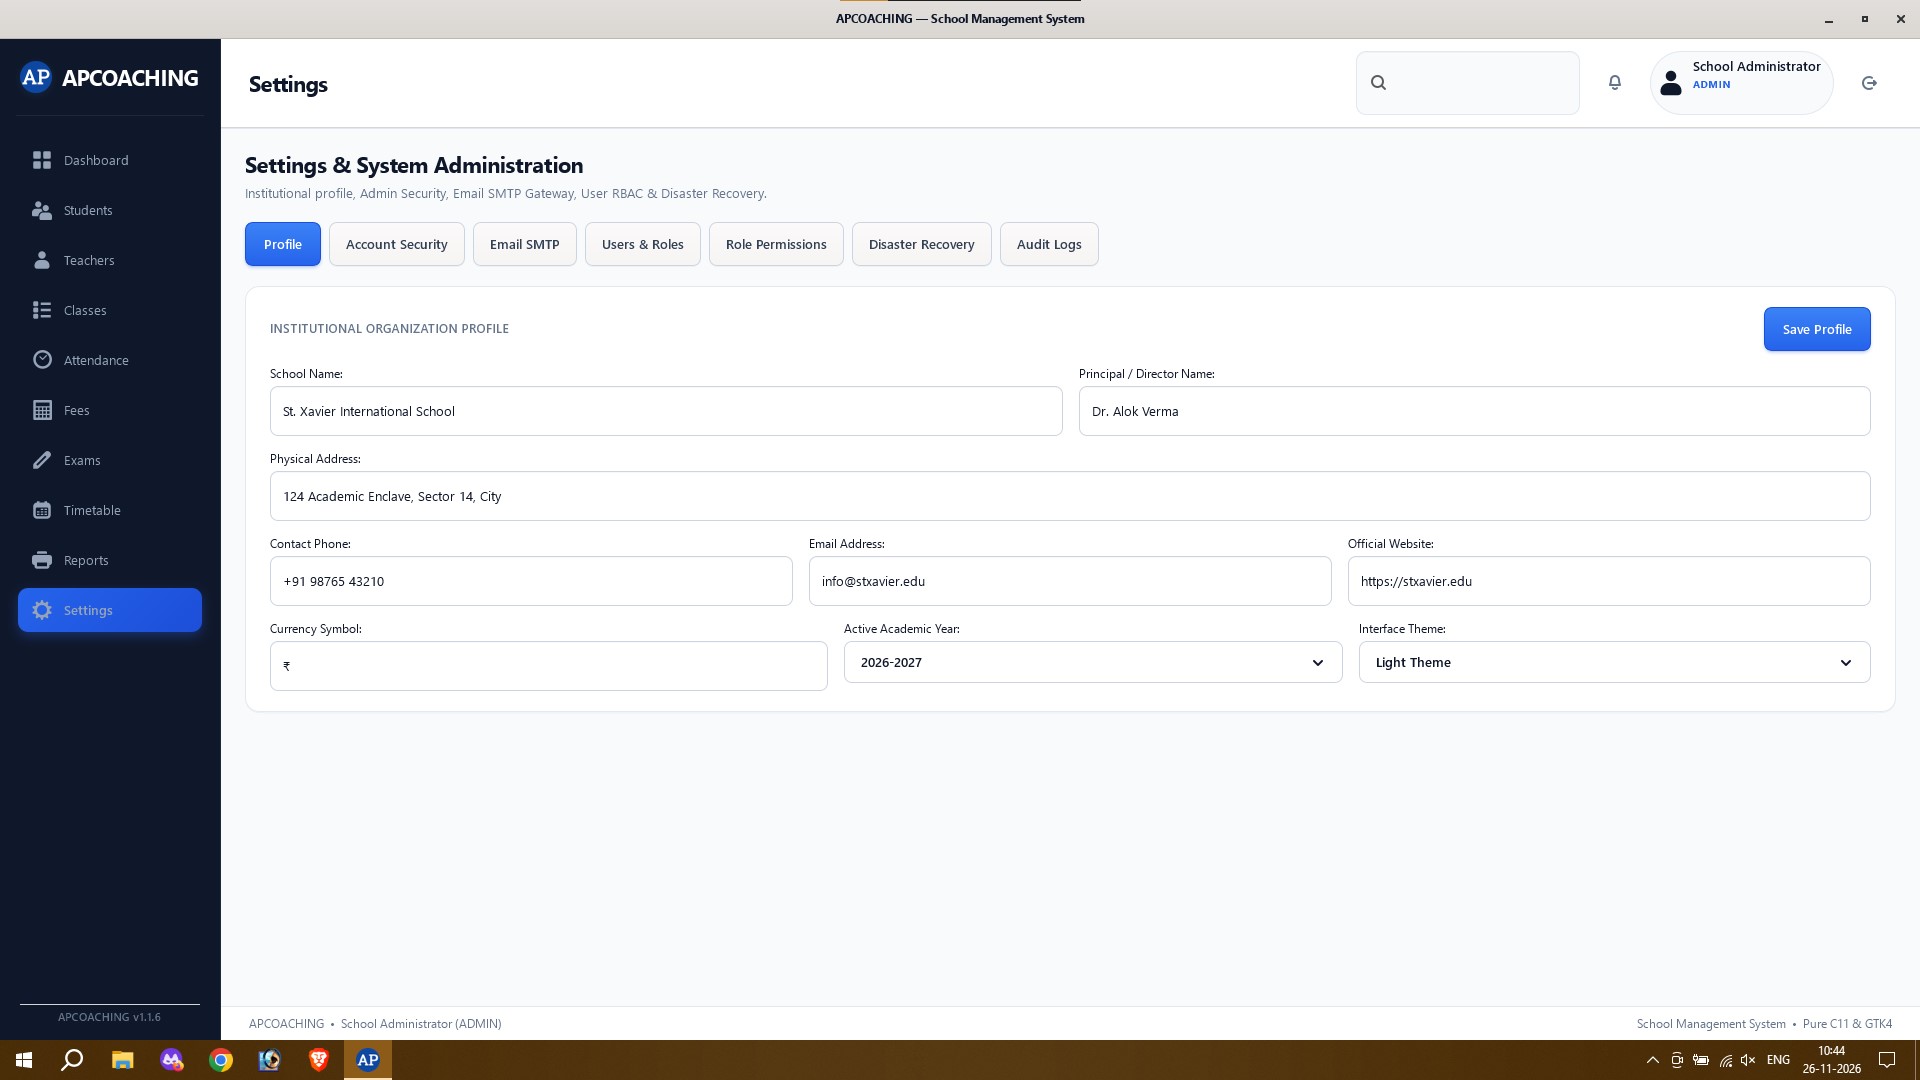 APCOACHING — School Management System
AP APCOACHING
Settings
School Administrator
ADMIN
Dashboard
Students
Teachers
Classes
Attendance
Fees
Exams
Timetable
Reports
Settings
APCOACHING v1.1.6
Settings & System Administration
Institutional profile, Admin Security, Email SMTP Gateway, User RBAC & Disaster Recovery.
Profile Account Security Email SMTP Users & Roles Role Permissions Disaster Recovery Audit Logs
INSTITUTIONAL ORGANIZATION PROFILE Save Profile
School Name: Principal / Director Name:
St. Xavier International School Dr. Alok Verma
Physical Address:
124 Academic Enclave, Sector 14, City
Contact Phone: Email Address: Official Website:
+91 98765 43210 info@stxavier.edu https://stxavier.edu
Currency Symbol: Active Academic Year: Interface Theme:
₹ 2026-2027 Light Theme
APCOACHING • School Administrator (ADMIN) School Management System • Pure C11 & GTK4
AP ENG 10:44
26-11-2026